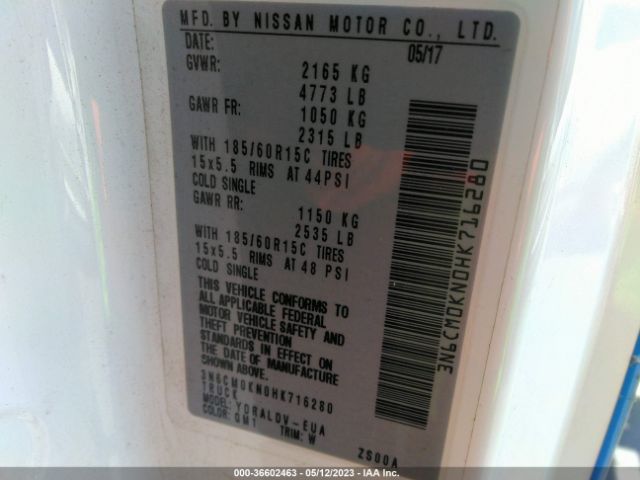 MFD. BY NISSAN MOTOR CO., LTD.
DATE: 05/17
GVWR: 2165 KG
4773 LB
GAWR FR: 1050 KG
2315 LB
WITH 185/60R15C TIRES
15x5.5 RIMS AT 44PSI
COLD SINGLE
GAWR RR: 1150 KG
2535 LB
WITH 185/60R15C TIRES
15x5.5 RIMS AT 48 PSI
COLD SINGLE
THIS VEHICLE CONFORMS TO
ALL APPLICABLE FEDERAL
MOTOR VEHICLE SAFETY AND
THEFT PREVENTION
STANDARDS IN EFFECT ON
THE DATE OF MANUFACTURE
SHOWN ABOVE.
3N6CM0KN0HK716280
TRUCK
MODEL: YDRALDV-EUA
COLOR: QM1 TRIM: W
ZS00A
3N6CM0KN0HK716280
000-36602463 - 05/12/2023 - IAA Inc.